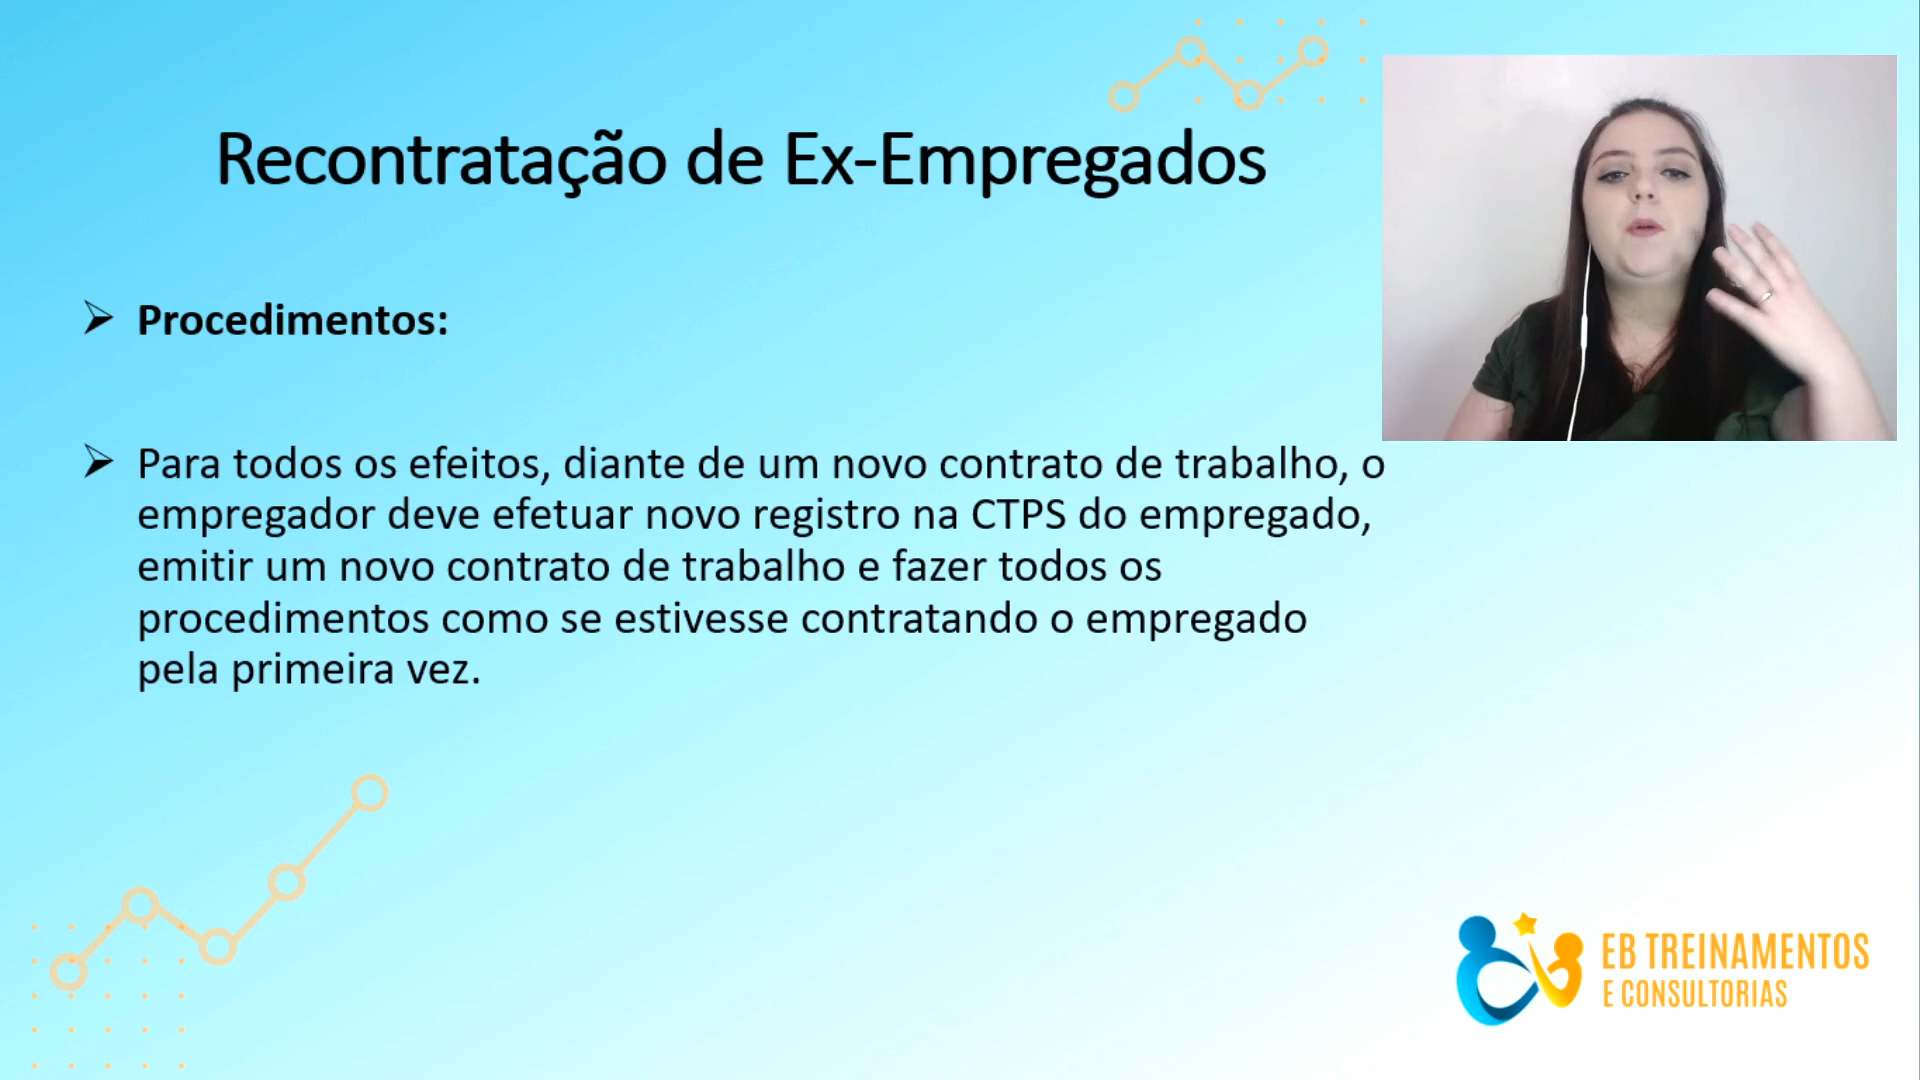 Recontratação de Ex-Empregados
Procedimentos:
Para todos os efeitos, diante de um novo contrato de trabalho, o
empregador deve efetuar novo registro na CTPS do empregado,
emitir um novo contrato de trabalho e fazer todos os
procedimentos como se estivesse contratando o empregado
pela primeira vez.
EB TREINAMENTOS
E CONSULTORIAS